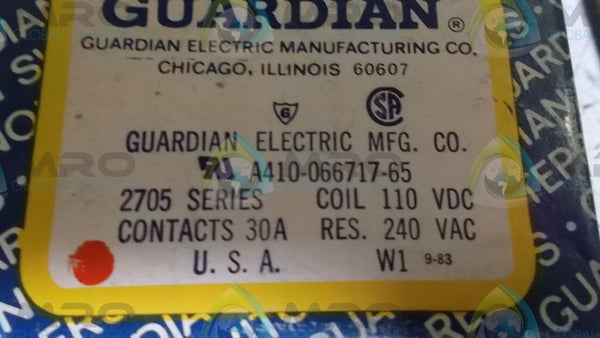 GUARDIAN®
GUARDIAN ELECTRIC MANUFACTURING CO.
CHICAGO, ILLINOIS 60607
G SA
GUARDIAN ELECTRIC MFG. CO.
A410-066717-65
2705 SERIES COIL 110 VDC
CONTACTS 30A RES. 240 VAC
U. S. A. W1 9-83